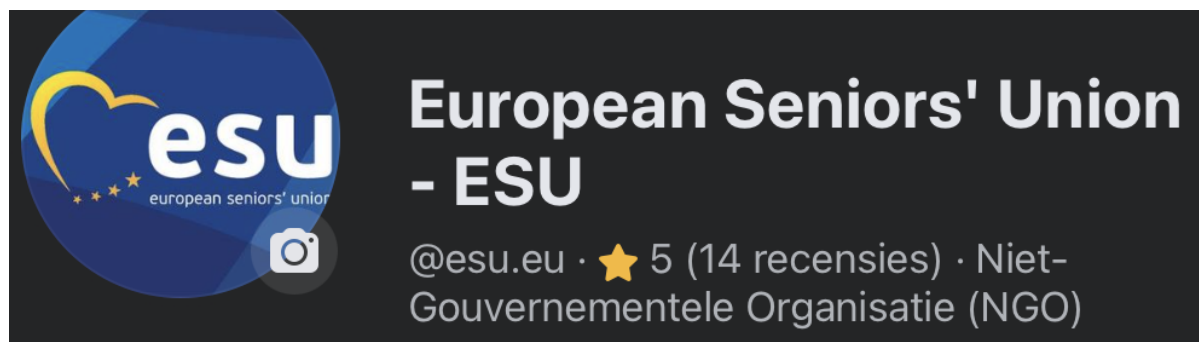 esu
european seniors' union
European Seniors' Union
- ESU
@esu.eu · ⭐ 5 (14 recensies) · Niet-
Gouvernementele Organisatie (NGO)